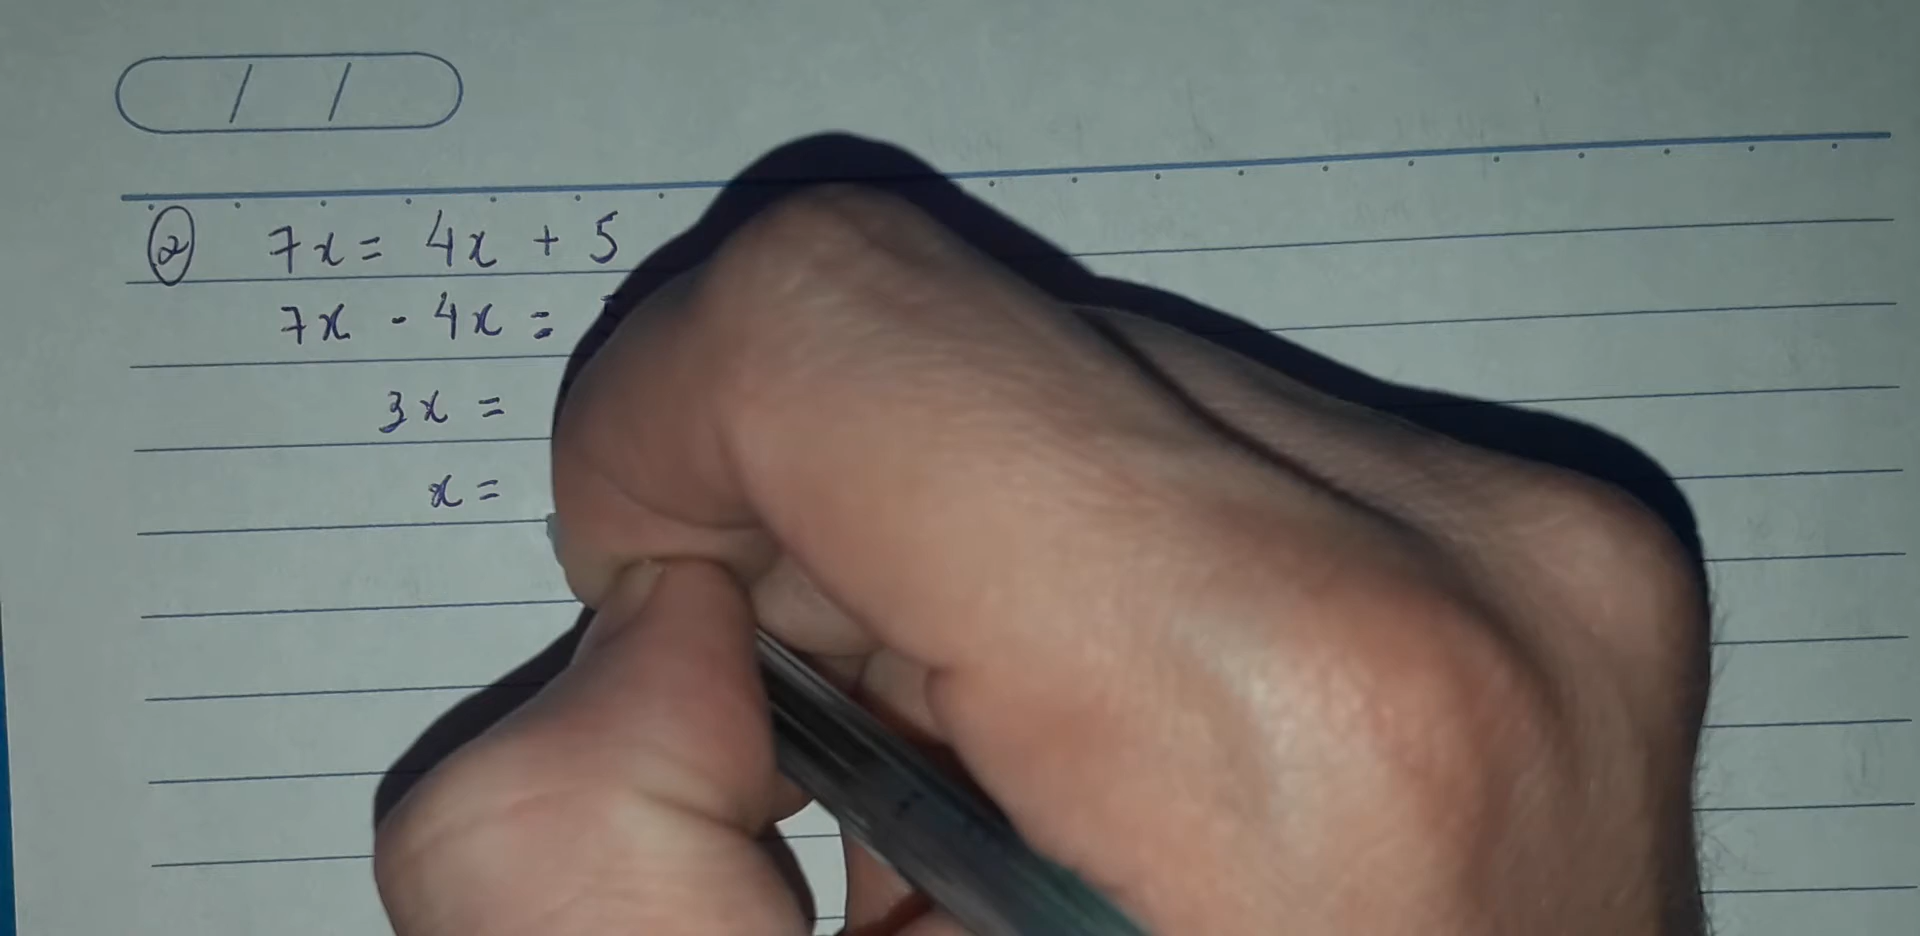 / /
② 7x = 4x + 5
7x - 4x =
3x =
x =